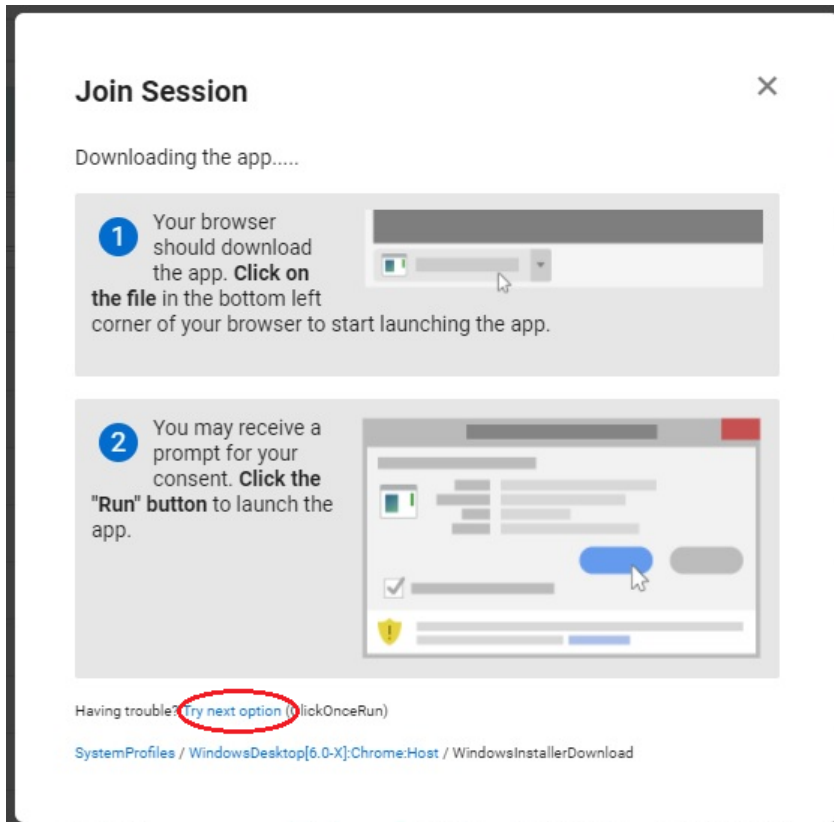 Join Session
Downloading the app.....
1
Your browser
should download
the app. Click on
the file in the bottom left
corner of your browser to start launching the app.
2
You may receive a
prompt for your
consent. Click the
"Run" button to launch the
app.
Having trouble? Try next option (ClickOnceRun)
SystemProfiles / WindowsDesktop[6.0-X]:Chrome:Host / WindowsInstallerDownload